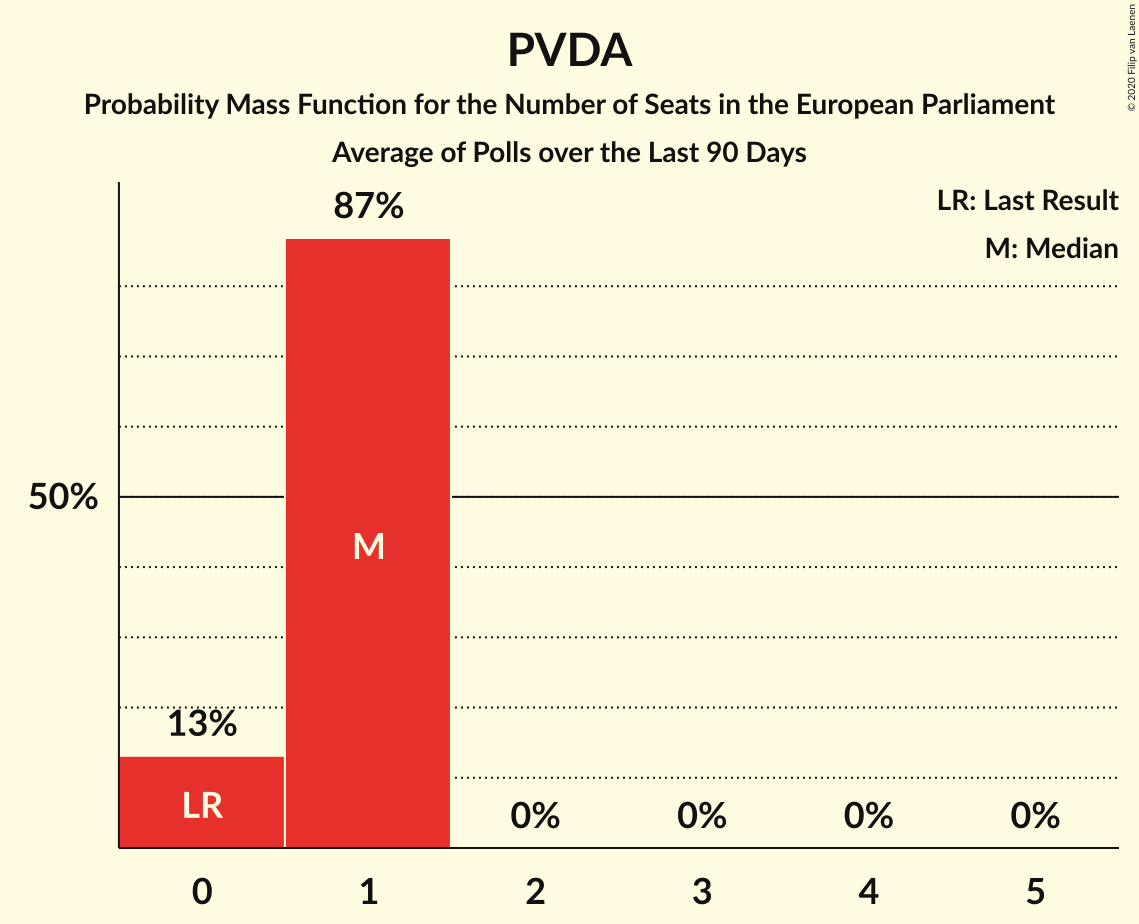 PVDA
Probability Mass Function for the Number of Seats in the European Parliament
Average of Polls over the Last 90 Days
© 2020 Filip van Laenen
LR: Last Result
M: Median
87%
50%
M
13%
LR
0% 0% 0% 0%
0 1 2 3 4 5